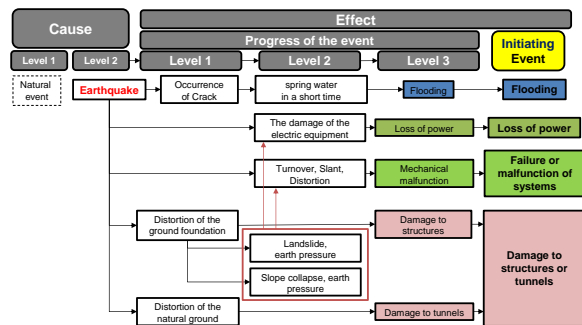 Cause
Effect
Progress of the event
Initiating
Event
Level 1
Level 2
Level 1
Level 2
Level 3
Natural
event
Earthquake
Occurrence
of Crack
spring water
in a short time
Flooding
Flooding
The damage of the
electric equipment
Loss of power
Loss of power
Turnover, Slant,
Distortion
Mechanical
malfunction
Failure or
malfunction of
systems
Distortion of the
ground foundation
Damage to
structures
Landslide,
earth pressure
Slope collapse, earth
pressure
Damage to
structures or
tunnels
Distortion of the
natural ground
Damage to tunnels